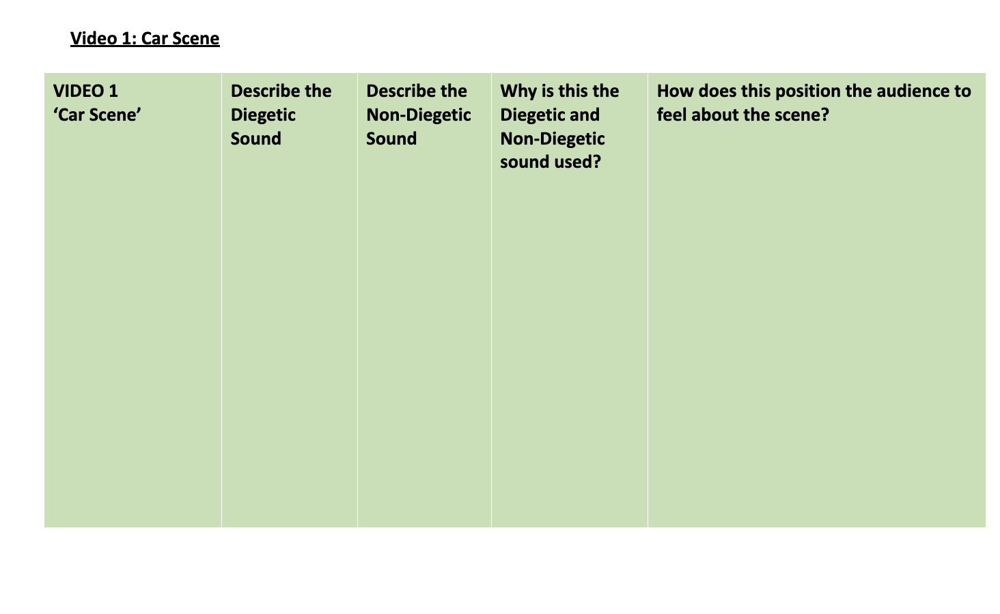 Video 1: Car Scene
VIDEO 1
‘Car Scene’
Describe the
Diegetic
Sound
Describe the
Non-Diegetic
Sound
Why is this the
Diegetic and
Non-Diegetic
sound used?
How does this position the audience to
feel about the scene?